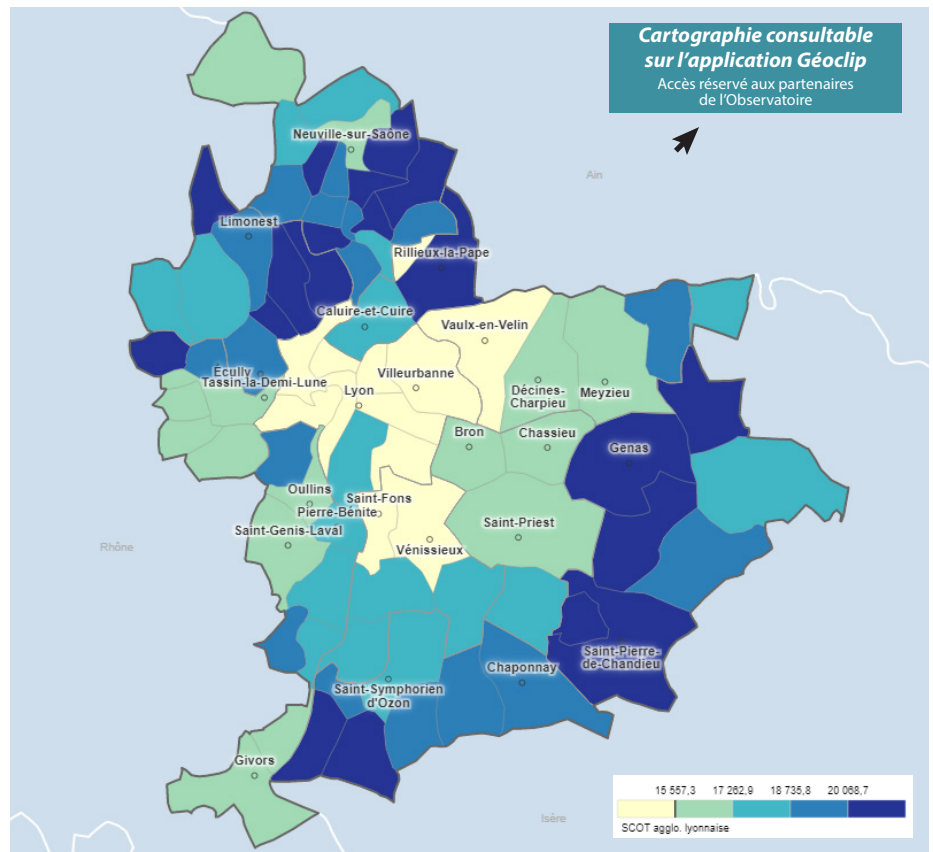 Cartographie consultable
sur l'application Géoclip
Accès réservé aux partenaires
de l'Observatoire
Neuville-sur-Saône
Ain
Limonest
Rillieux-la-Pape
Caluire-et-Cuire
Vaulx-en-Velin
Écully
Tassin-la-Demi-Lune
Villeurbanne
Lyon
Décines-
Charpieu
Meyzieu
Bron
Chassieu
Genas
Oullins
Saint-Fons
Pierre-Bénite
Saint-Priest
Saint-Genis-Laval
Vénissieux
Rhône
Saint-Pierre-
de-Chandieu
Chaponnay
Saint-Symphorien
d'Ozon
Givors
Isère
15 557,3 17 262,9 18 735,8 20 068,7
SCOT agglo. lyonnaise